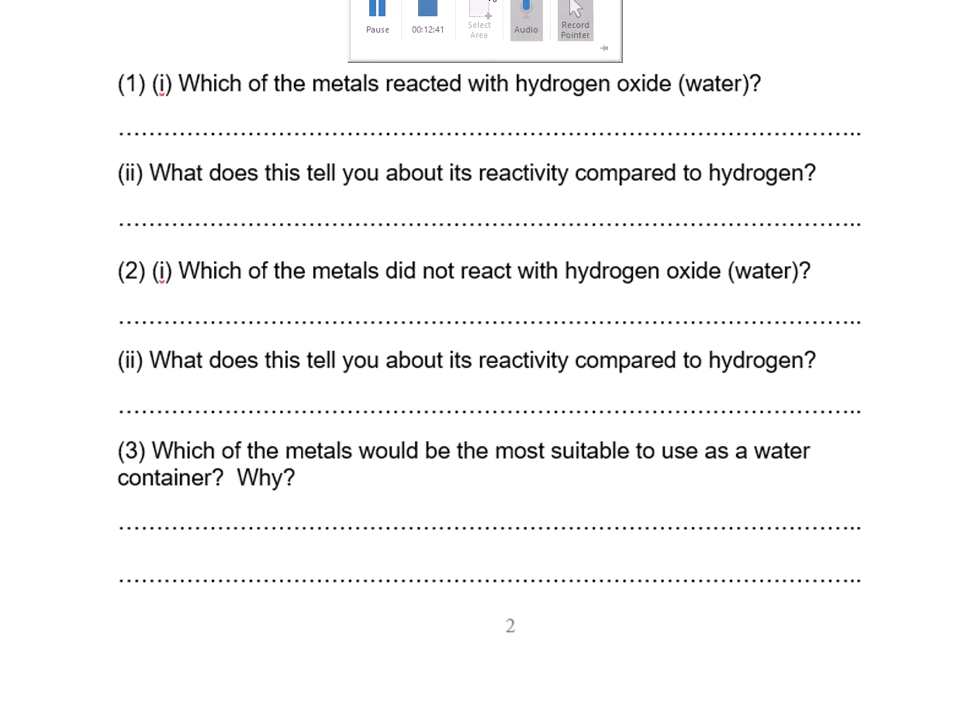 Pause
00:12:41
Select
Area
Audio
Record
Pointer
(1) (i) Which of the metals reacted with hydrogen oxide (water)?
………………………………………………………………………………………..
(ii) What does this tell you about its reactivity compared to hydrogen?
………………………………………………………………………………………..
(2) (i) Which of the metals did not react with hydrogen oxide (water)?
………………………………………………………………………………………..
(ii) What does this tell you about its reactivity compared to hydrogen?
………………………………………………………………………………………..
(3) Which of the metals would be the most suitable to use as a water
container?  Why?
………………………………………………………………………………………..
………………………………………………………………………………………..
2